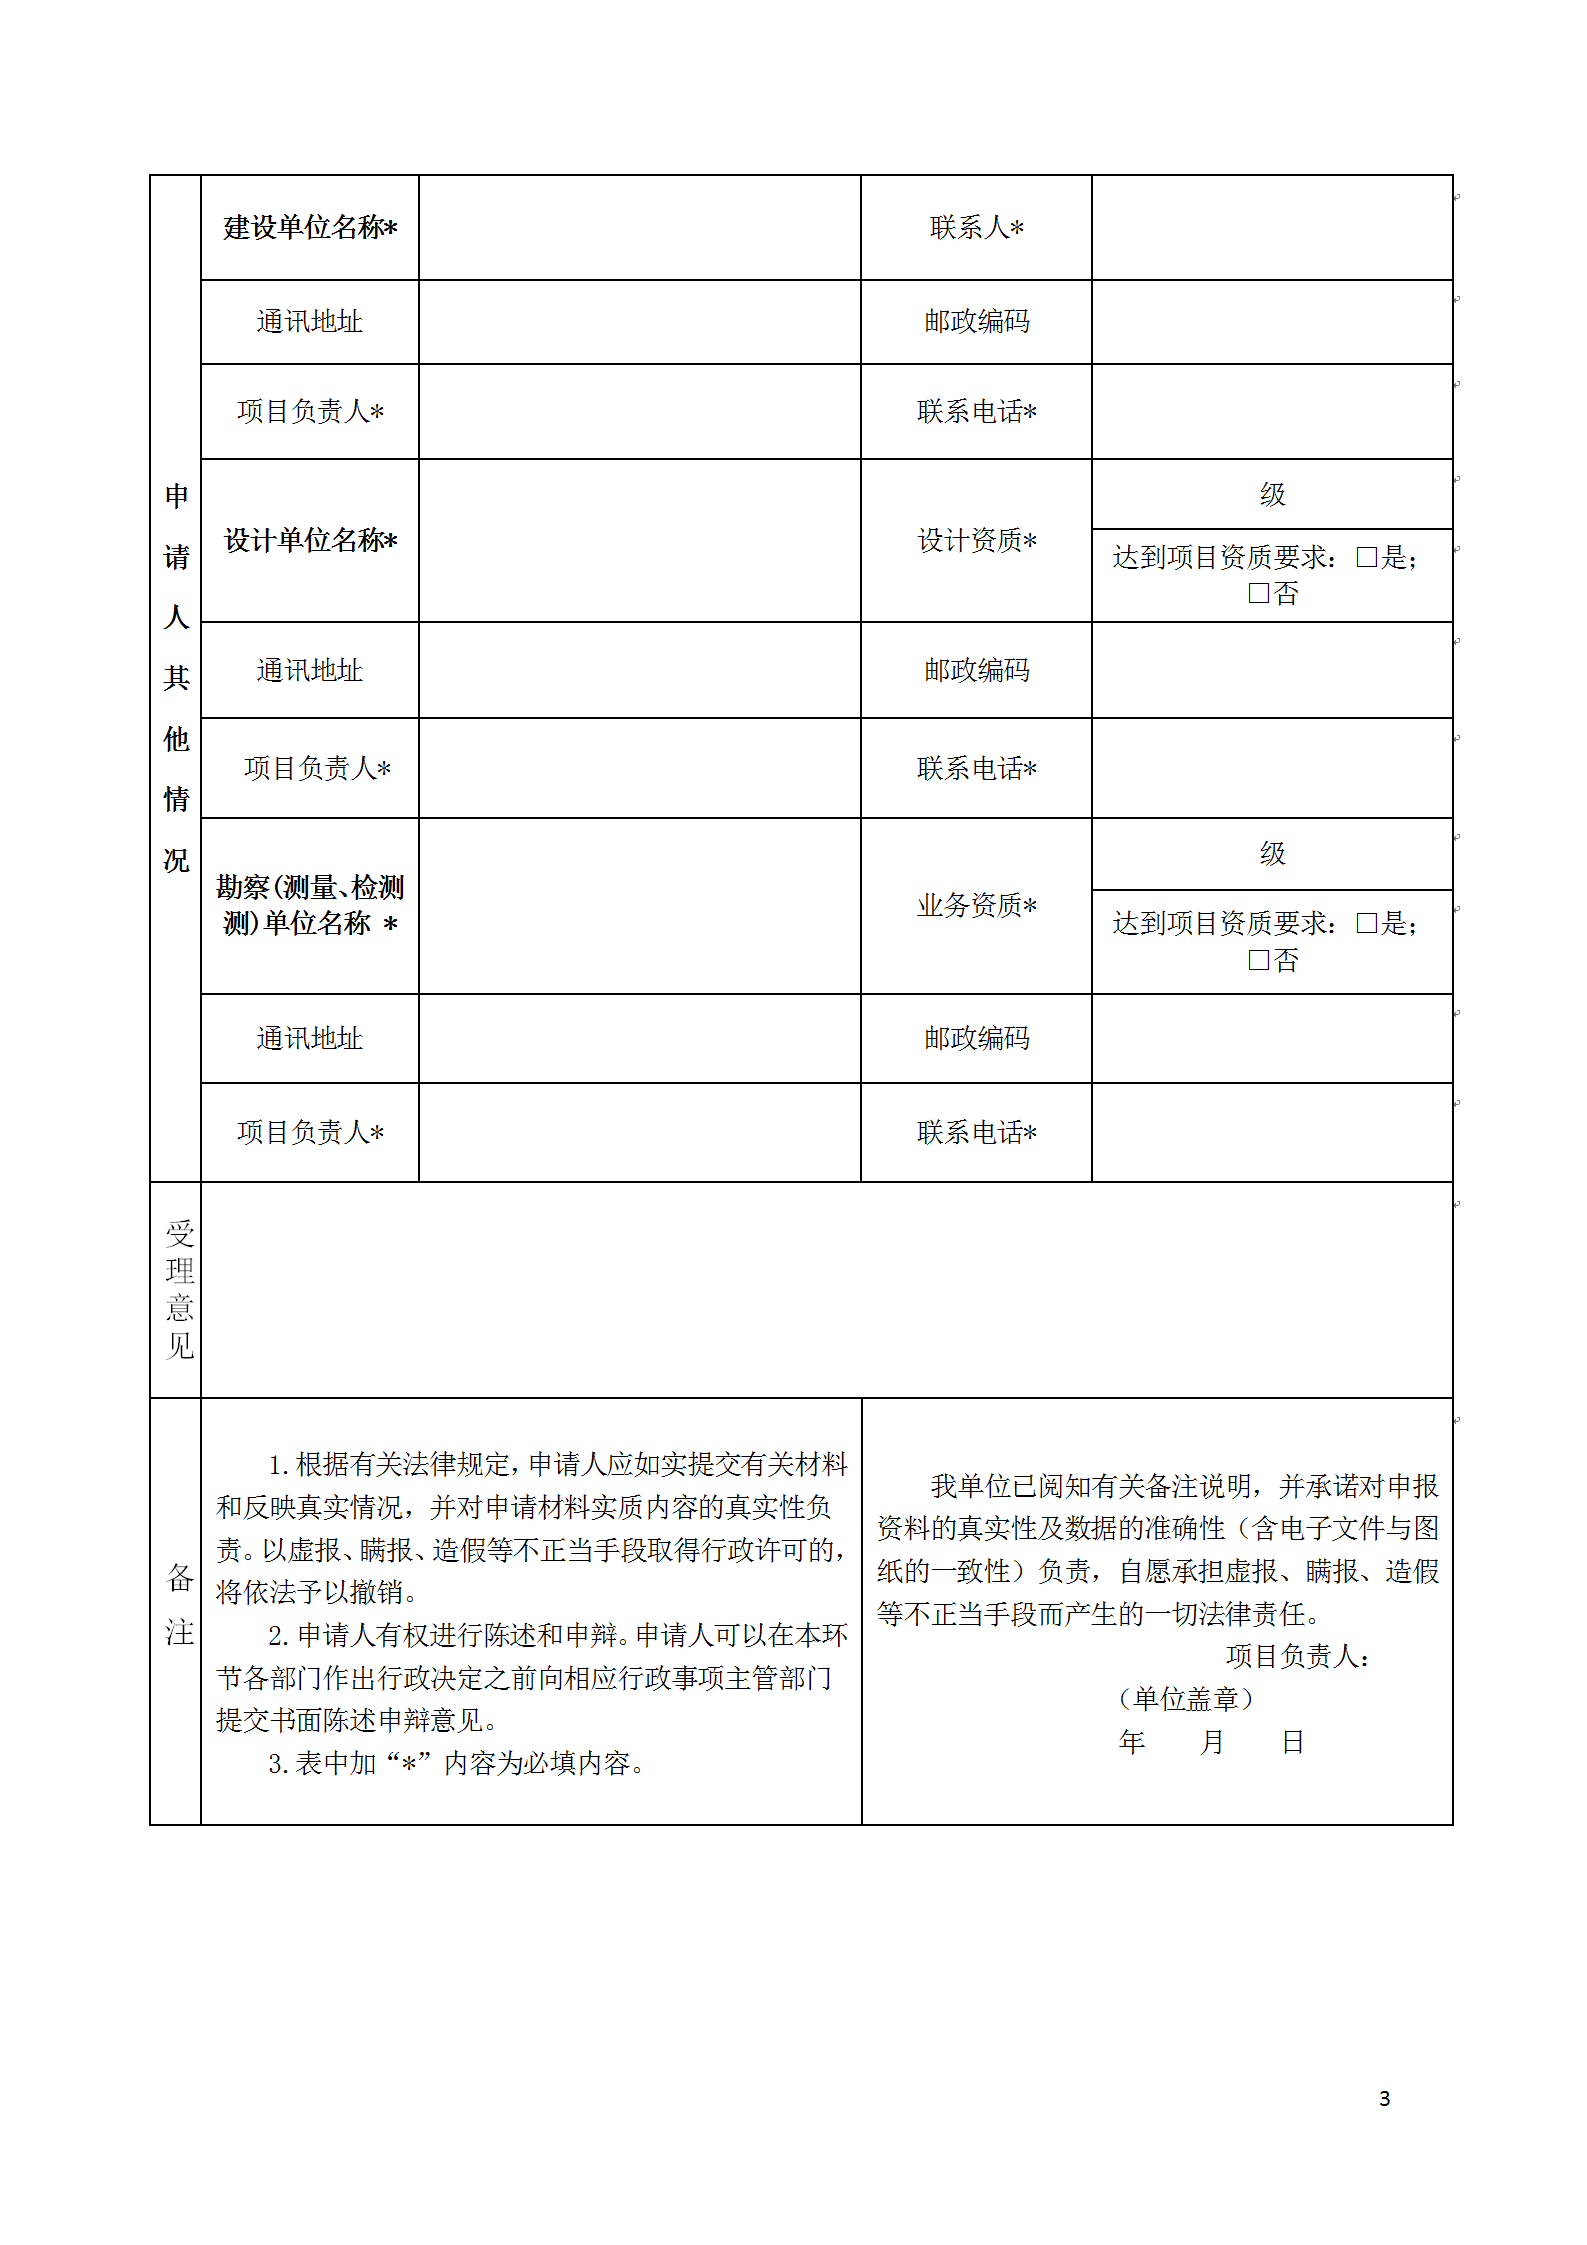 申请人其他情况
建设单位名称*
联系人*
通讯地址
邮政编码
项目负责人*
联系电话*
设计单位名称*
设计资质*
级
达到项目资质要求：□是；
□否
通讯地址
邮政编码
项目负责人*
联系电话*
勘察(测量、检测
测)单位名称 *
业务资质*
级
达到项目资质要求：□是；
□否
通讯地址
邮政编码
项目负责人*
联系电话*
受理意见
备注
1.根据有关法律规定，申请人应如实提交有关材料
和反映真实情况，并对申请材料实质内容的真实性负
责。以虚报、瞒报、造假等不正当手段取得行政许可的，
将依法予以撤销。
2.申请人有权进行陈述和申辩。申请人可以在本环
节各部门作出行政决定之前向相应行政事项主管部门
提交书面陈述申辩意见。
3.表中加“*”内容为必填内容。
我单位已阅知有关备注说明，并承诺对申报
资料的真实性及数据的准确性（含电子文件与图
纸的一致性）负责，自愿承担虚报、瞒报、造假
等不正当手段而产生的一切法律责任。
项目负责人：
（单位盖章）
年 月 日
3